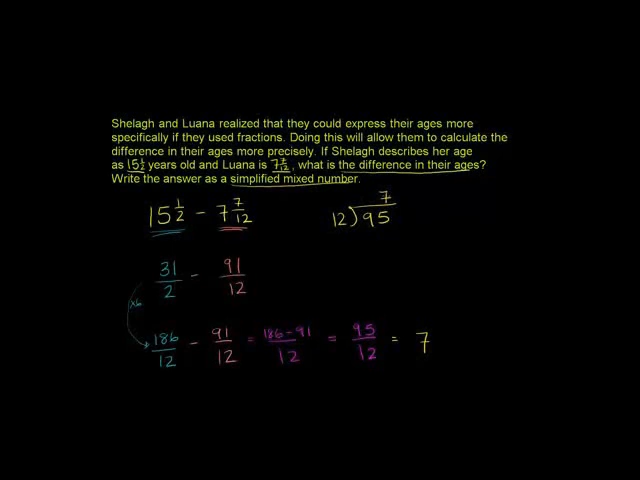 Shelagh and Luana realized that they could express their ages more
specifically if they used fractions. Doing this will allow them to calculate the
difference in their ages more precisely. If Shelagh describes her age
as 15 1/2 years old and Luana is 7 7/12, what is the difference in their ages?
Write the answer as a simplified mixed number.
15 1/2 - 7 7/12
7
12)95
31/2 - 91/12
x6
186/12 - 91/12 = 186-91/12 = 95/12 = 7